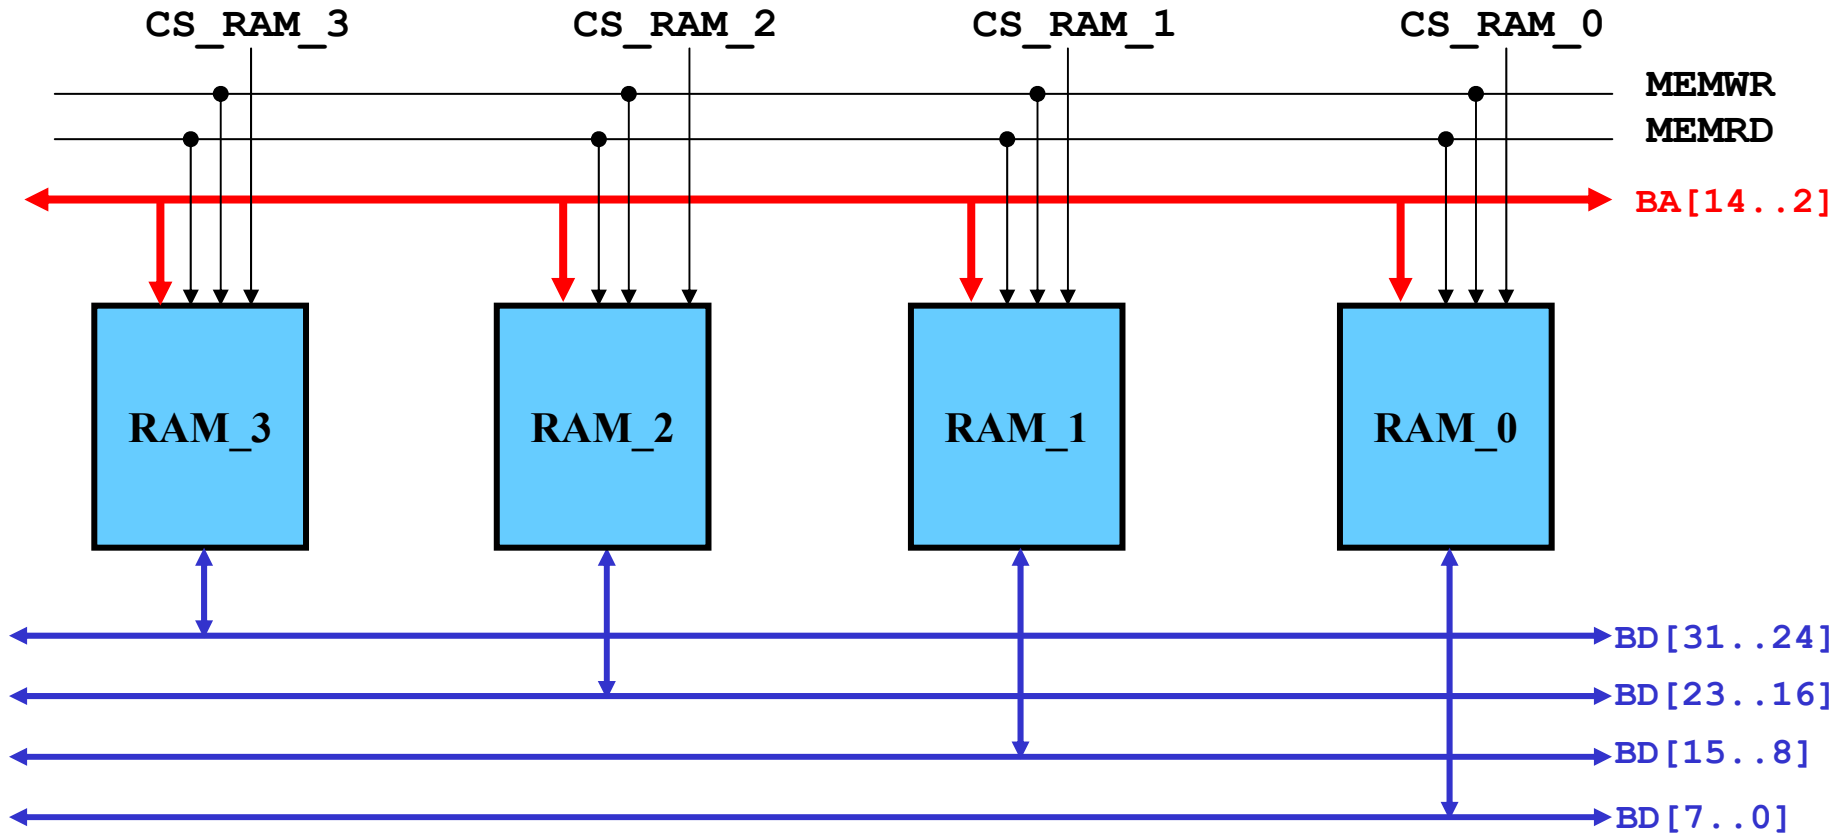 CS_RAM_3 CS_RAM_2 CS_RAM_1 CS_RAM_0
MEMWR
MEMRD
BA[14..2]
RAM_3 RAM_2 RAM_1 RAM_0
BD[31..24]
BD[23..16]
BD[15..8]
BD[7..0]